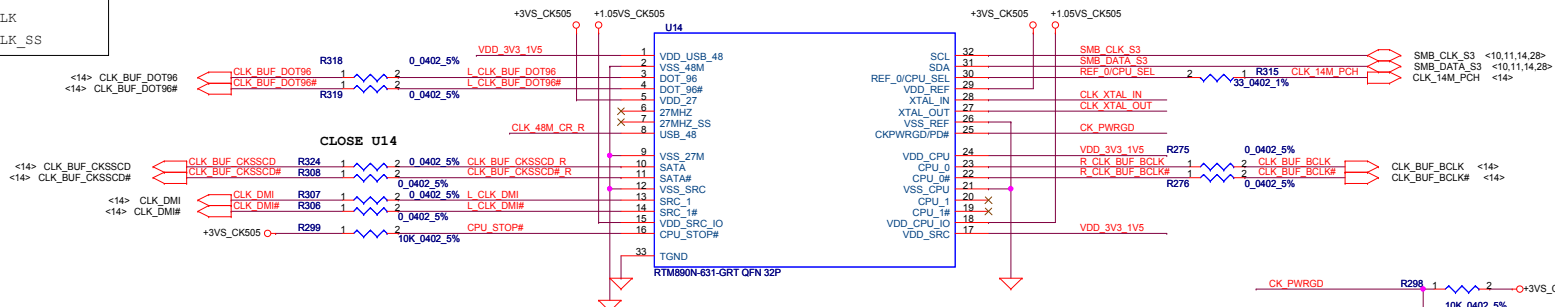 LK
LK_SS
+3VS_CK505
+1.05VS_CK505
+3VS_CK505
+1.05VS_CK505
U14
VDD_3V3_1V5
1
VDD_USB_48
SCL
32
SMB_CLK_S3
SMB_CLK_S3 <10,11,14,28>
R318
0_0402_5%
2
VSS_48M
SDA
31
SMB_DATA_S3
SMB_DATA_S3 <10,11,14,28>
<14> CLK_BUF_DOT96
CLK_BUF_DOT96
1
2
L_CLK_BUF_DOT96
3
DOT_96
REF_0/CPU_SEL
30
REF_0/CPU_SEL
2
1
R315
CLK_14M_PCH
CLK_14M_PCH <14>
<14> CLK_BUF_DOT96#
CLK_BUF_DOT96#
1
2
L_CLK_BUF_DOT96#
4
DOT_96#
VDD_REF
29
33_0402_1%
R319
0_0402_5%
5
VDD_27
XTAL_IN
28
CLK_XTAL_IN
6
27MHZ
XTAL_OUT
27
CLK_XTAL_OUT
7
27MHZ_SS
VSS_REF
26
CLK_48M_CR_R
8
USB_48
CKPWRGD/PD#
25
CK_PWRGD
CLOSE U14
9
VSS_27M
VDD_CPU
24
VDD_3V3_1V5
R275
0_0402_5%
<14> CLK_BUF_CKSSCD
CLK_BUF_CKSSCD
R324
1
2
0_0402_5%
CLK_BUF_CKSSCD_R
10
SATA
CPU_0
23
R_CLK_BUF_BCLK
1
2
CLK_BUF_BCLK
CLK_BUF_BCLK <14>
<14> CLK_BUF_CKSSCD#
CLK_BUF_CKSSCD#
R308
1
2
CLK_BUF_CKSSCD#_R
11
SATA#
CPU_0#
22
R_CLK_BUF_BCLK#
1
2
CLK_BUF_BCLK#
CLK_BUF_BCLK# <14>
0_0402_5%
12
VSS_SRC
VSS_CPU
21
R276
0_0402_5%
<14> CLK_DMI
CLK_DMI
R307
1
2
0_0402_5%
L_CLK_DMI
13
SRC_1
CPU_1
20
<14> CLK_DMI#
CLK_DMI#
R306
1
2
L_CLK_DMI#
14
SRC_1#
CPU_1#
19
0_0402_5%
15
VDD_SRC_IO
VDD_CPU_IO
18
+3VS_CK505
R299
1
2
CPU_STOP#
16
CPU_STOP#
VDD_SRC
17
VDD_3V3_1V5
10K_0402_5%
33
TGND
RTM890N-631-GRT QFN 32P
CK_PWRGD
R298
1
2
+3VS_
10K_0402_5%